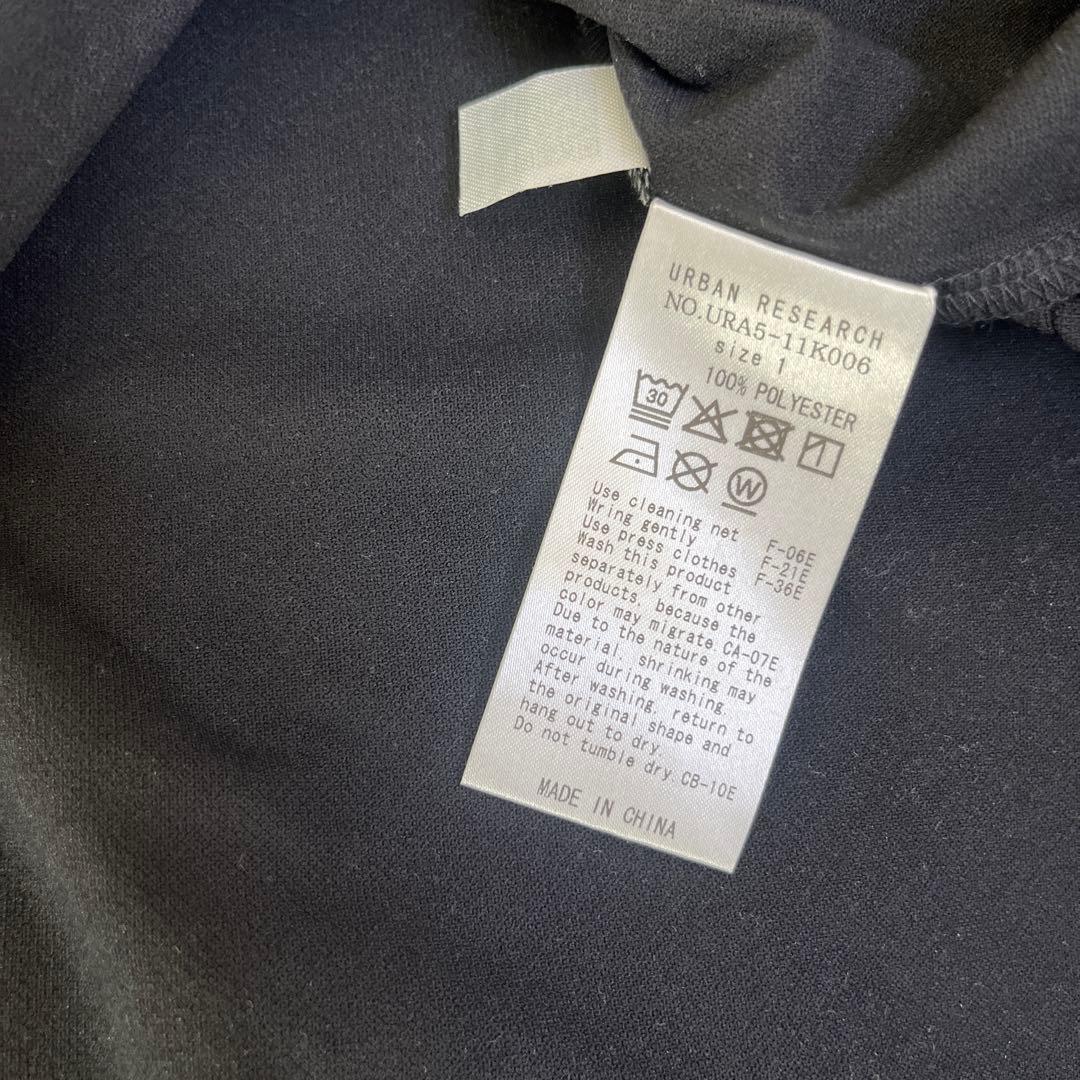 URBAN RESEARCH
NO.URA5-11K006
size 1
100% POLYESTER
30
W
Use cleaning net F-06E
Wring gently F-21E
Use press clothes F-36E
Wash this product
separately from other
products, because the
color may migrate.CA-07E
Due to the nature of the
material, shrinking may
occur during washing.
After washing, return to
the original shape and
hang out to dry.
Do not tumble dry.CB-10E
MADE IN CHINA